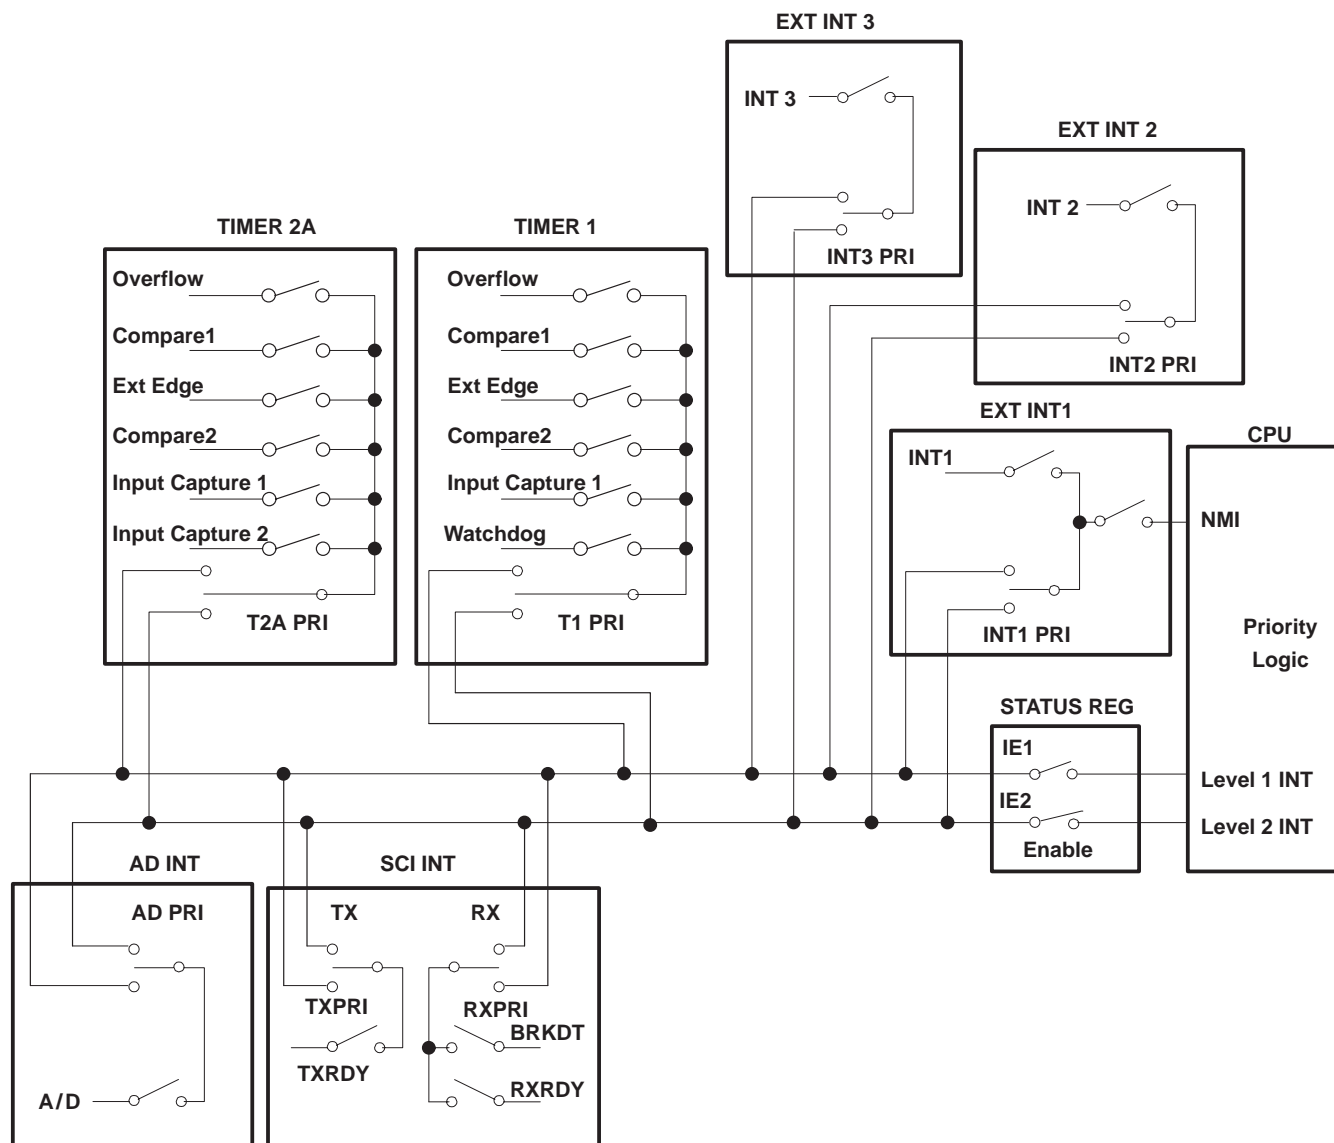 EXT INT 3
INT 3
INT3 PRI
EXT INT 2
INT 2
INT2 PRI
TIMER 2A
Overflow
Compare1
Ext Edge
Compare2
Input Capture 1
Input Capture 2
T2A PRI
TIMER 1
Overflow
Compare1
Ext Edge
Compare2
Input Capture 1
Watchdog
T1 PRI
EXT INT1
INT1
INT1 PRI
CPU
NMI
Priority
Logic
Level 1 INT
Level 2 INT
STATUS REG
IE1
IE2
Enable
AD INT
AD PRI
A/D
SCI INT
TX
RX
TXPRI
RXPRI
BRKDT
TXRDY
RXRDY